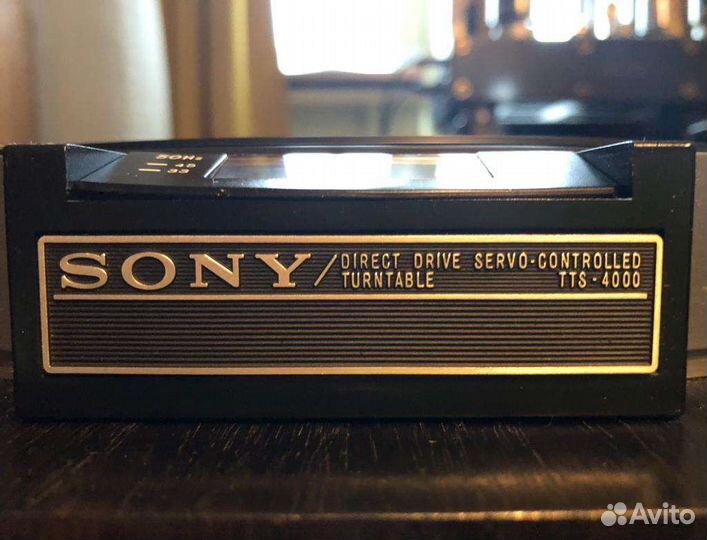 50Hz
45
33
SONY/DIRECT DRIVE SERVO-CONTROLLED
TURNTABLE TTS-4000
Avito